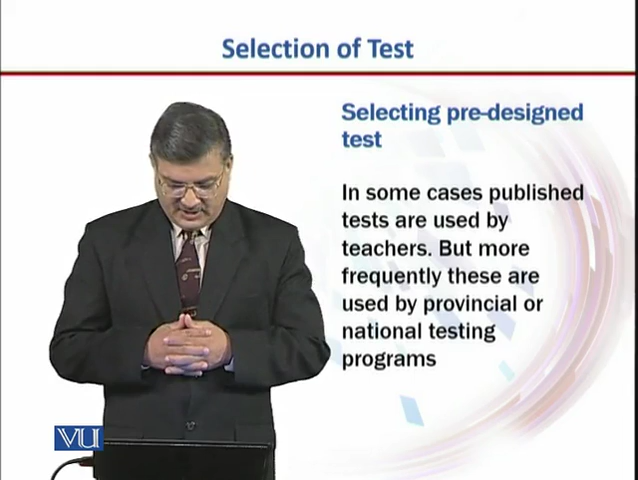 Selection of Test
Selecting pre-designed
test
In some cases published
tests are used by
teachers. But more
frequently these are
used by provincial or
national testing
programs
VU